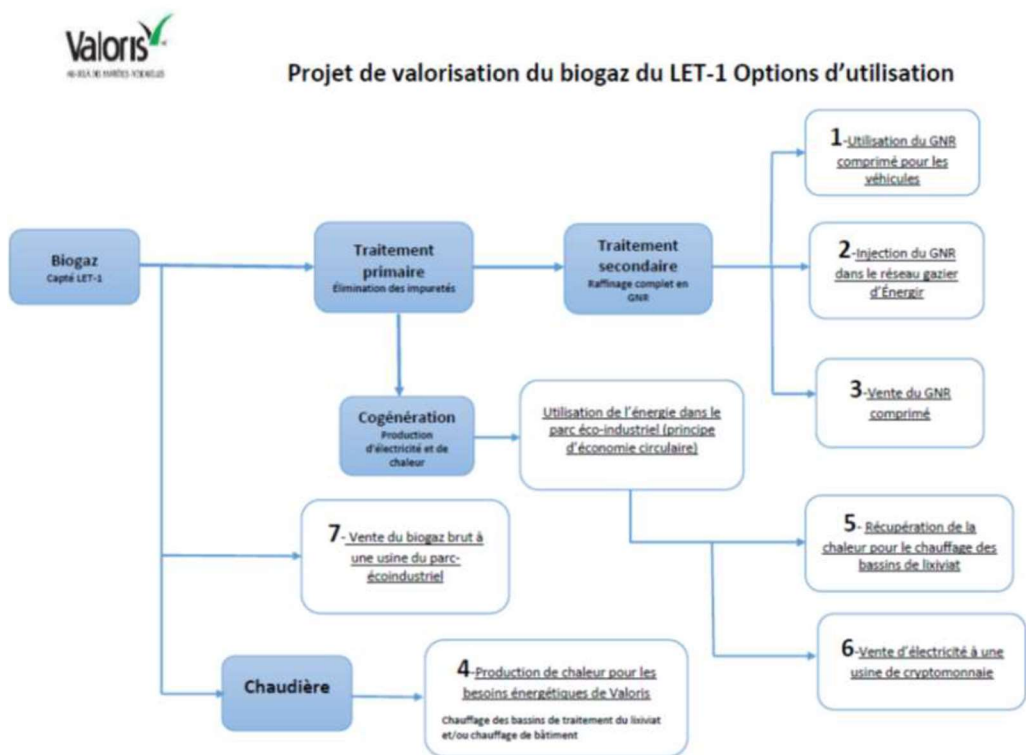 Valoris
Projet de valorisation du biogaz du LET-1 Options d'utilisation
1-Utilisation du GNR
comprimé pour les
véhicules
Biogaz
Capté LET-1
Traitement
primaire
Élimination des impuretés
Traitement
secondaire
Raffinage complet en
GNR
2-Injection du GNR
dans le réseau gazier
d'Énergir
3-Vente du GNR
comprimé
Cogénération
Production
d'électricité et de
chaleur
Utilisation de l'énergie dans le
parc éco-industriel (principe
d'économie circulaire)
7- Vente du biogaz brut à
une usine du parc-
écoindustriel
5- Récupération de la
chaleur pour le chauffage des
bassins de lixiviat
6-Vente d'électricité à une
usine de cryptomonnaie
Chaudière
4-Production de chaleur pour les
besoins énergétiques de Valoris
Chauffage des bassins de traitement du lixiviat
et/ou chauffage de bâtiment